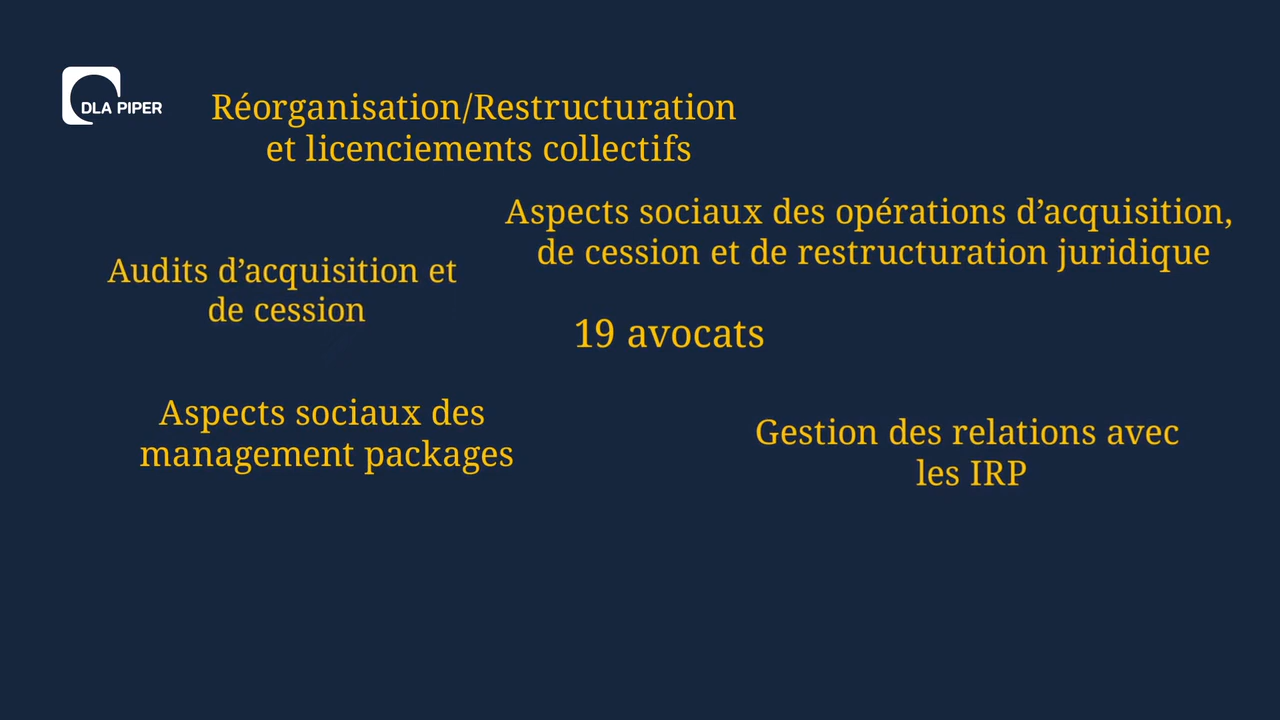 DLA PIPER
Réorganisation/Restructuration
et licenciements collectifs
Aspects sociaux des opérations d’acquisition,
de cession et de restructuration juridique
Audits d’acquisition et
de cession
19 avocats
Aspects sociaux des
management packages
Gestion des relations avec
les IRP